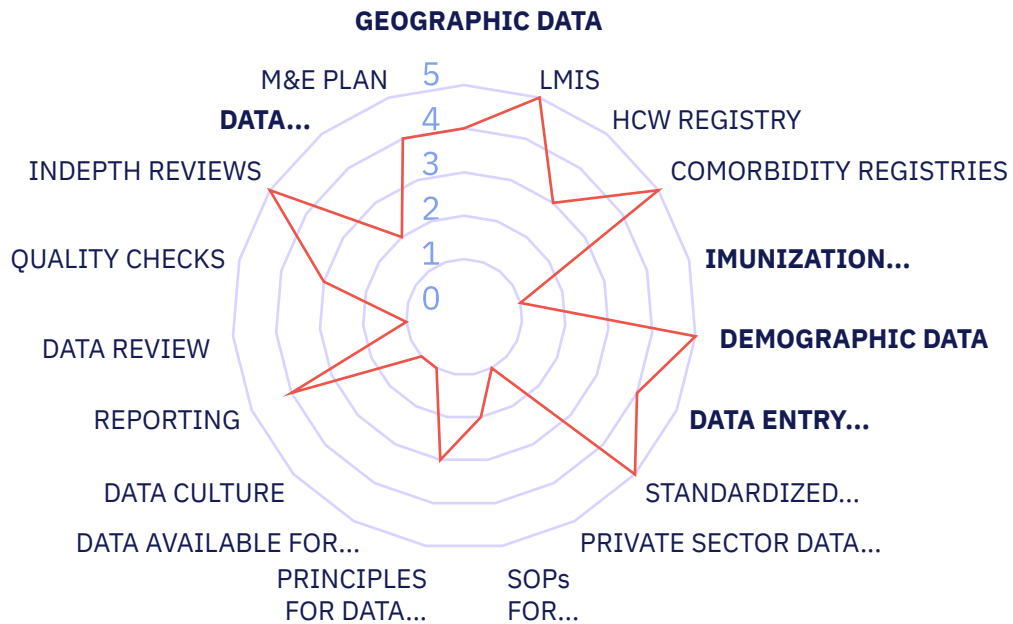 GEOGRAPHIC DATA
M&E PLAN
5
LMIS
DATA...
4
HCW REGISTRY
INDEPTH REVIEWS
3
COMORBIDITY REGISTRIES
2
QUALITY CHECKS
1
IMUNIZATION...
0
DATA REVIEW
DEMOGRAPHIC DATA
REPORTING
DATA ENTRY...
DATA CULTURE
STANDARDIZED...
DATA AVAILABLE FOR...
PRIVATE SECTOR DATA...
PRINCIPLES
FOR DATA...
SOPs
FOR...